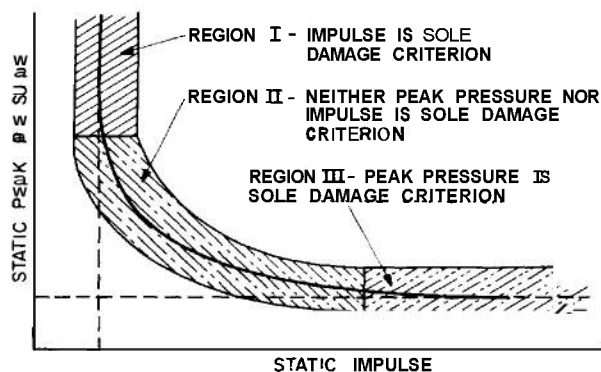 REGION I - IMPULSE IS SOLE
DAMAGE CRITERION
REGION II - NEITHER PEAK PRESSURE NOR
IMPULSE IS SOLE DAMAGE
CRITERION
REGION III - PEAK PRESSURE IS
SOLE DAMAGE CRITERION
STATIC
STATIC IMPULSE